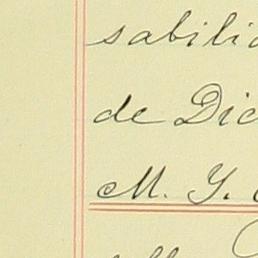 sabilid
de Dic
M. Y.